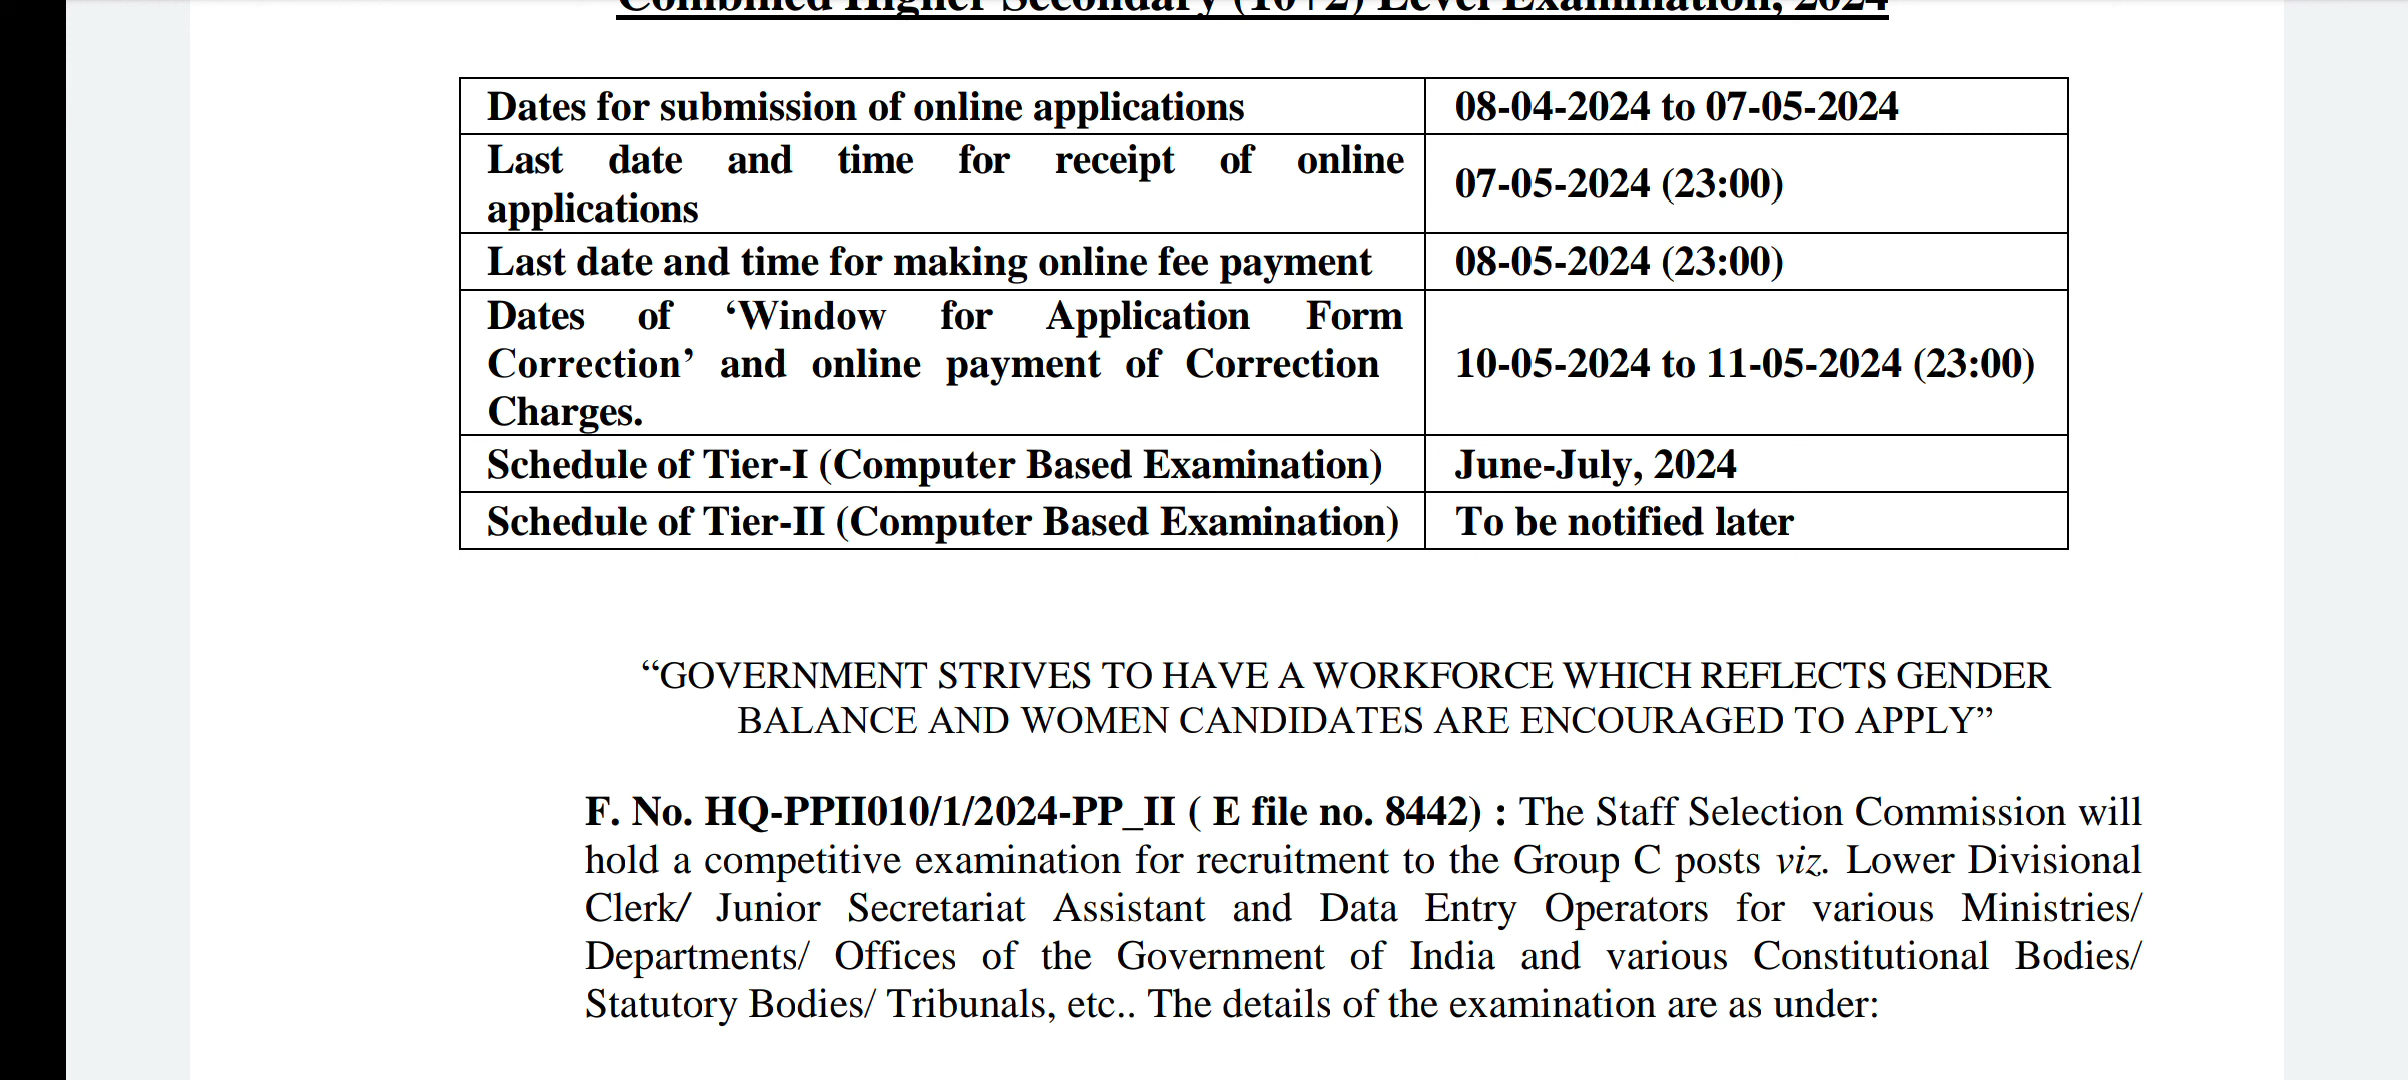 Combined Higher Secondary (10+2) Level Examination, 2024
Dates for submission of online applications 08-04-2024 to 07-05-2024
Last date and time for receipt of online
applications 07-05-2024 (23:00)
Last date and time for making online fee payment 08-05-2024 (23:00)
Dates of ‘Window for Application Form
Correction’ and online payment of Correction 10-05-2024 to 11-05-2024 (23:00)
Charges.
Schedule of Tier-I (Computer Based Examination) June-July, 2024
Schedule of Tier-II (Computer Based Examination) To be notified later
“GOVERNMENT STRIVES TO HAVE A WORKFORCE WHICH REFLECTS GENDER
BALANCE AND WOMEN CANDIDATES ARE ENCOURAGED TO APPLY”
F. No. HQ-PPII010/1/2024-PP_II ( E file no. 8442) : The Staff Selection Commission will
hold a competitive examination for recruitment to the Group C posts viz. Lower Divisional
Clerk/ Junior Secretariat Assistant and Data Entry Operators for various Ministries/
Departments/ Offices of the Government of India and various Constitutional Bodies/
Statutory Bodies/ Tribunals, etc.. The details of the examination are as under: